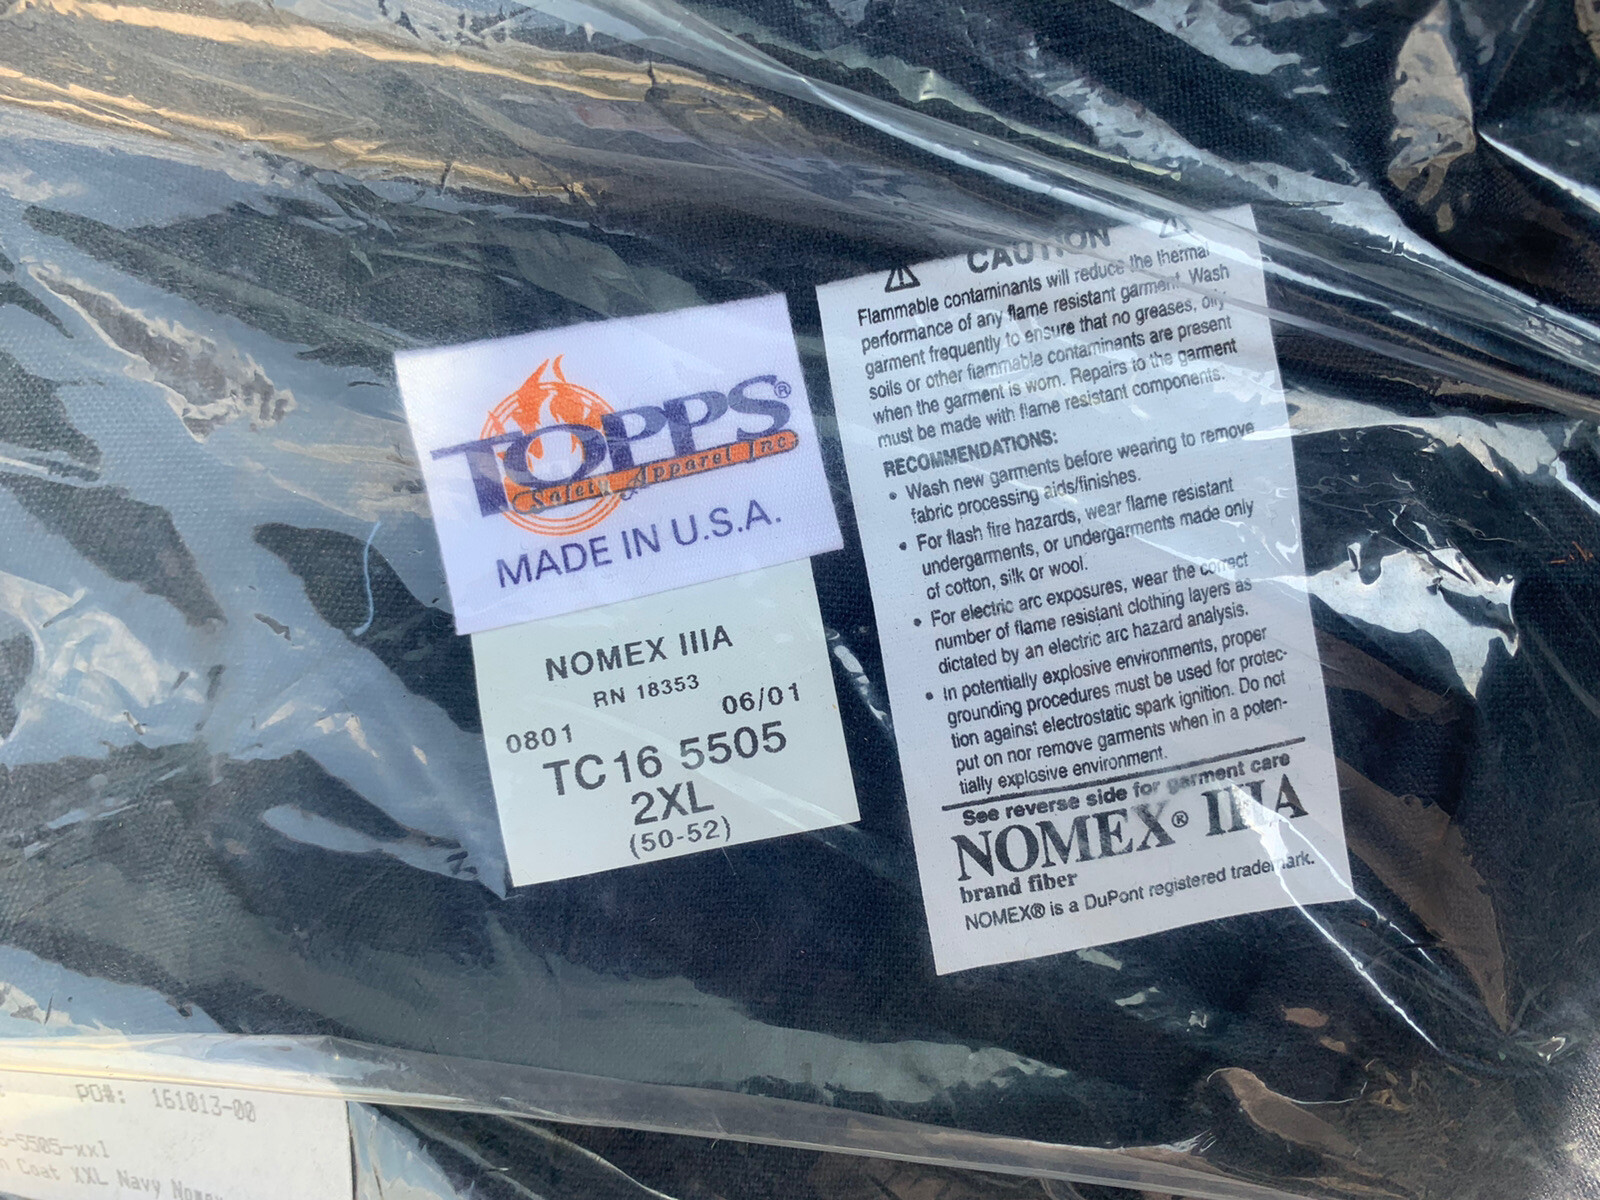 TOPPS®
Safety Apparel Inc.
MADE IN U.S.A.
NOMEX IIIA
RN 18353
0801 06/01
TC16 5505
2XL
(50-52)
CAUTION
Flammable contaminants will reduce the thermal
performance of any flame resistant garment. Wash
garment frequently to ensure that no greases, oily
soils or other flammable contaminants are present
when the garment is worn. Repairs to the garment
must be made with flame resistant components.
RECOMMENDATIONS:
• Wash new garments before wearing to remove
fabric processing aids/finishes.
• For flash fire hazards, wear flame resistant
undergarments, or undergarments made only
of cotton, silk or wool.
• For electric arc exposures, wear the correct
number of flame resistant clothing layers as
dictated by an electric arc hazard analysis.
• In potentially explosive environments, proper
grounding procedures must be used for protec-
tion against electrostatic spark ignition. Do not
put on nor remove garments when in a poten-
tially explosive environment.
See reverse side for garment care
NOMEX® IIIA
brand fiber
NOMEX® is a DuPont registered trademark.
PO#: 161013-00
-5505-xxl
Coat XXL Navy Nomex